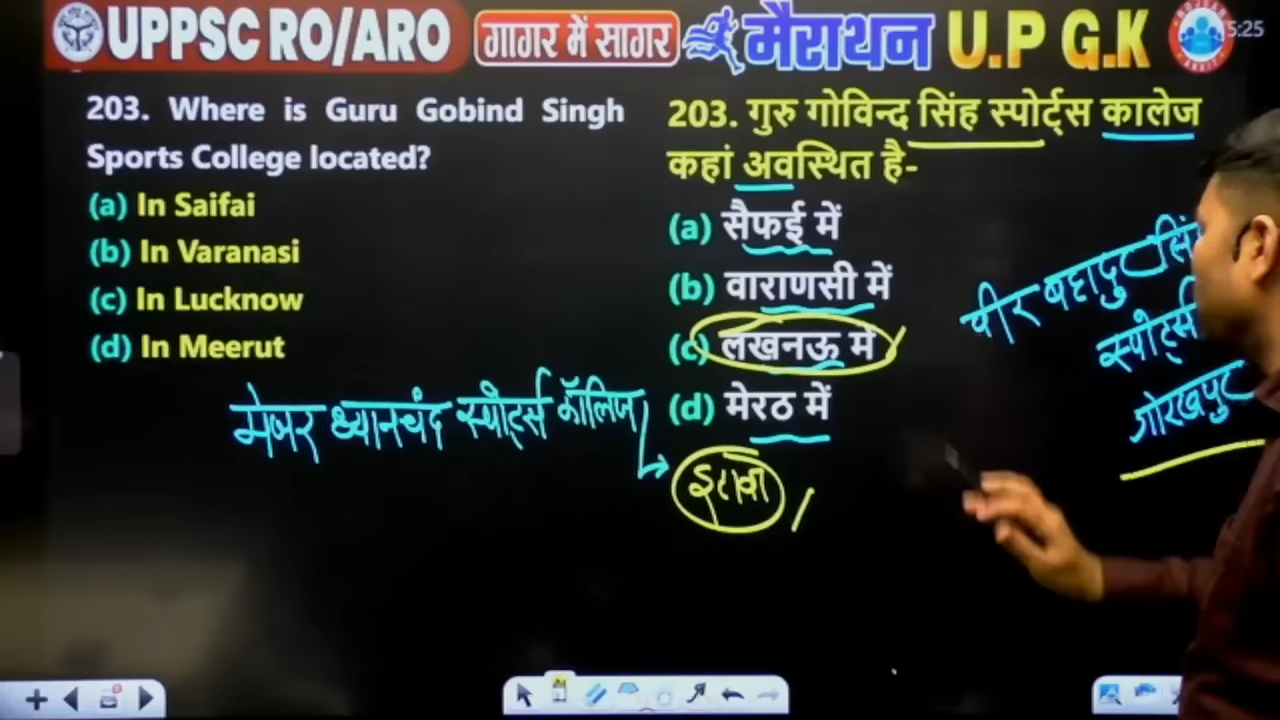 UPPSC RO/ARO
गागर में सागर
मैराथन U.P G.K
5:25
203. Where is Guru Gobind Singh
Sports College located?
(a) In Saifai
(b) In Varanasi
(c) In Lucknow
(d) In Meerut
203. गुरु गोविन्द सिंह स्पोर्ट्स कालेज
कहां अवस्थित है-
(a) सैफई में
(b) वाराणसी में
(c) लखनऊ में
(d) मेरठ में
मेजर ध्यानचंद स्पोर्ट्स कॉलिज
इटावा
वीर बहादुर सिं
स्पोर्ट्स
गोरखपुर